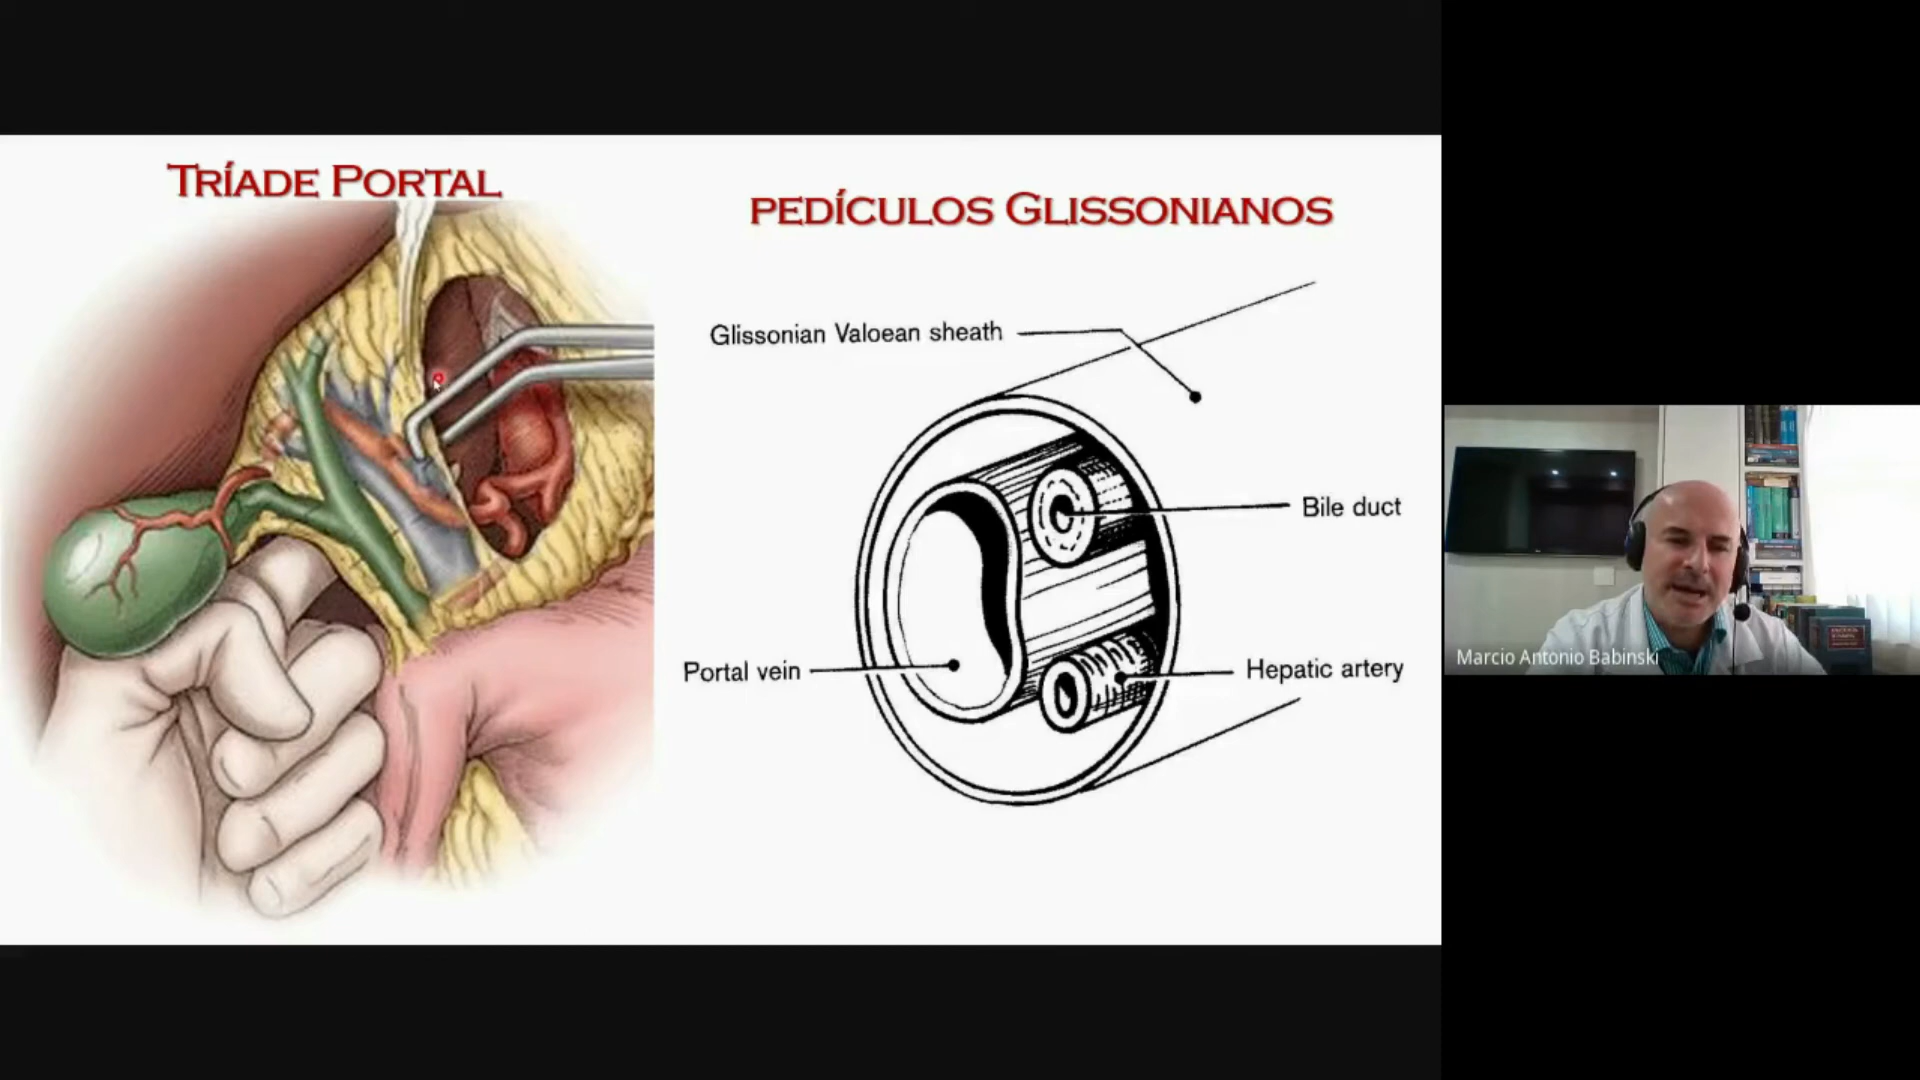 TRÍADE PORTAL
PEDÍCULOS GLISSONIANOS
Glissonian Valoean sheath
Bile duct
Portal vein
Hepatic artery
Marcio Antonio Babinski